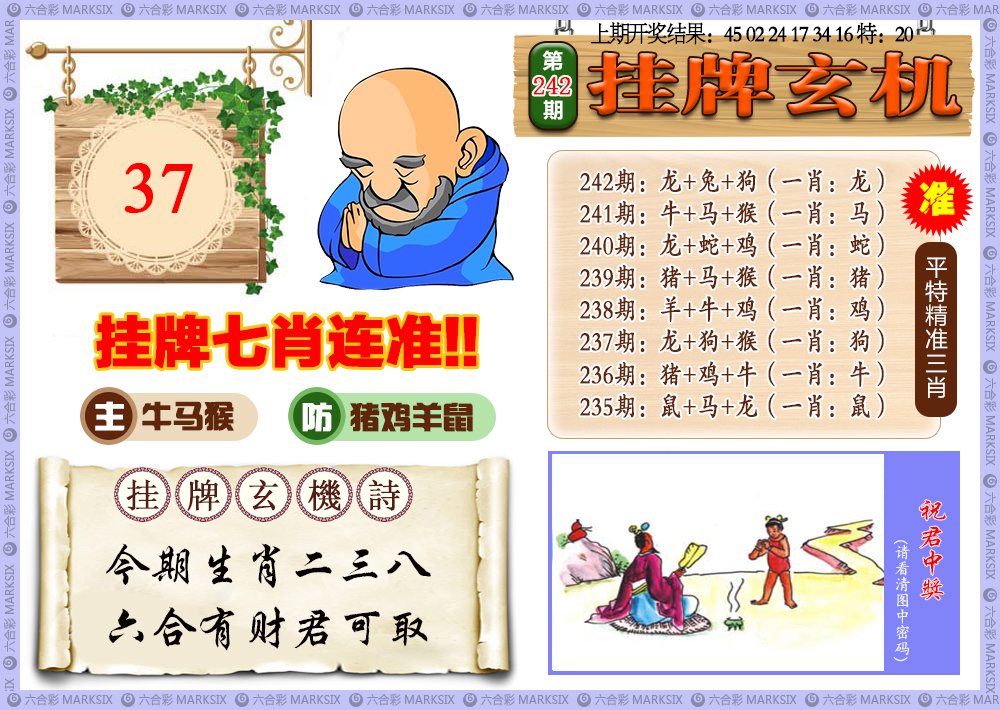 上期开奖结果：45 02 24 17 34 16 特：20
第242期
挂牌玄机
37
挂牌七肖连准!!
主 牛马猴
防 猪鸡羊鼠
挂牌玄機詩
今期生肖二三八
六合有财君可取
242期：龙+兔+狗（一肖：龙）
241期：牛+马+猴（一肖：马）
240期：龙+蛇+鸡（一肖：蛇）
239期：猪+马+猴（一肖：猪）
238期：羊+牛+鸡（一肖：鸡）
237期：龙+狗+猴（一肖：狗）
236期：猪+鸡+牛（一肖：牛）
235期：鼠+马+龙（一肖：鼠）
准
平特精准三肖
祝君中獎
（请看清图中密码）
六合彩 MARKSIX